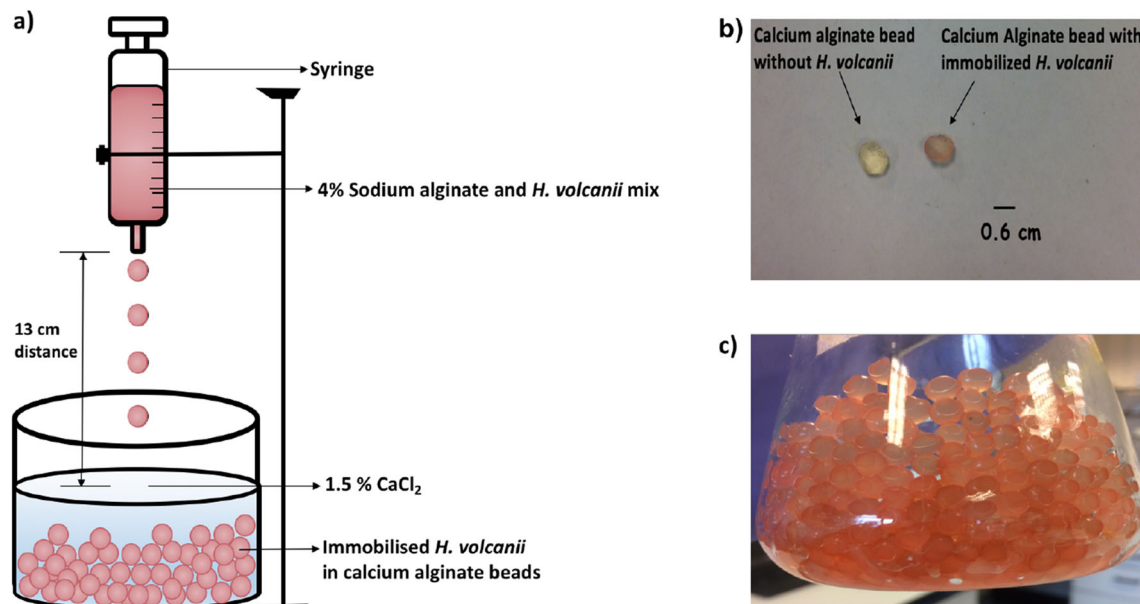 a)
Syringe
4% Sodium alginate and H. volcanii mix
13 cm
distance
1.5 % CaCl₂
Immobilised H. volcanii
in calcium alginate beads
b)
Calcium alginate bead
without H. volcanii
Calcium Alginate bead with
immobilized H. volcanii
0.6 cm
c)